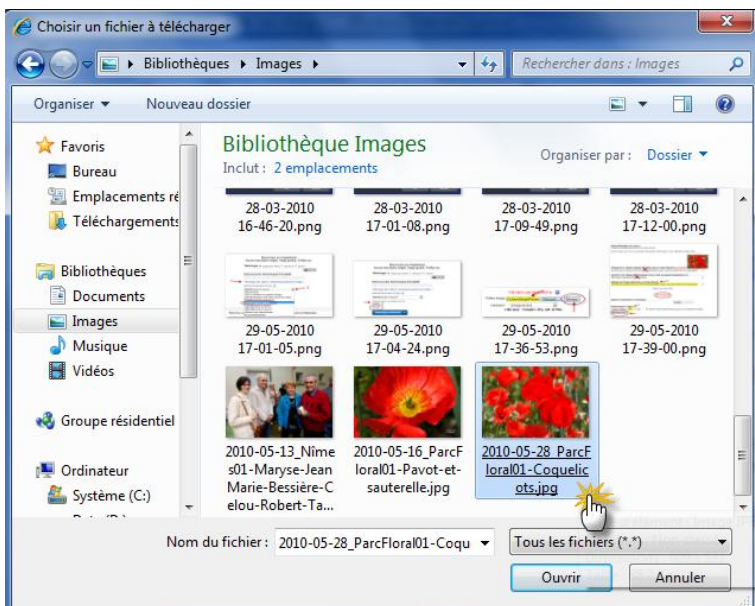 Choisir un fichier à télécharger
Bibliothèques Images
Rechercher dans : Images
Organiser Nouveau dossier
Favoris
Bureau
Emplacements ré
Téléchargements
Bibliothèques
Documents
Images
Musique
Vidéos
Groupe résidentiel
Ordinateur
Système (C:)
Bibliothèque Images
Inclut : 2 emplacements
Organiser par : Dossier
28-03-2010 28-03-2010 28-03-2010 28-03-2010
16-46-20.png 17-01-08.png 17-09-49.png 17-12-00.png
29-05-2010 29-05-2010 29-05-2010 29-05-2010
17-01-05.png 17-04-24.png 17-36-53.png 17-39-00.png
2010-05-13_Nîme 2010-05-16_ParcF 2010-05-28_ParcF
s01-Maryse-Jean loral01-Pavot-et- loral01-Coquelic
Marie-Bessière-C sauterelle.jpg ots.jpg
elou-Robert-Ta...
Nom du fichier : 2010-05-28_ParcFloral01-Coqu Tous les fichiers (*.*)
Ouvrir Annuler